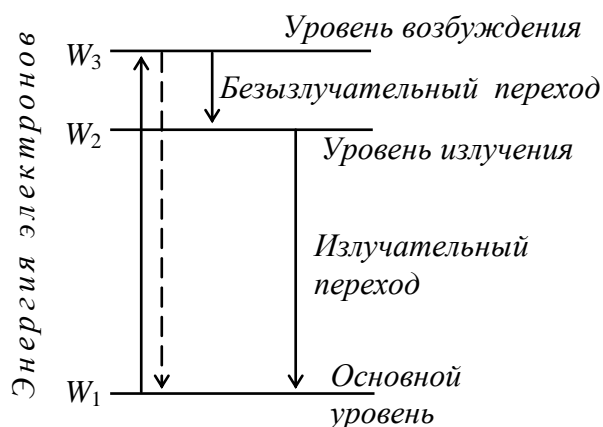 Энергия электронов
Уровень возбуждения
W3
Безызлучательный переход
W2
Уровень излучения
Излучательный
переход
W1
Основной
уровень